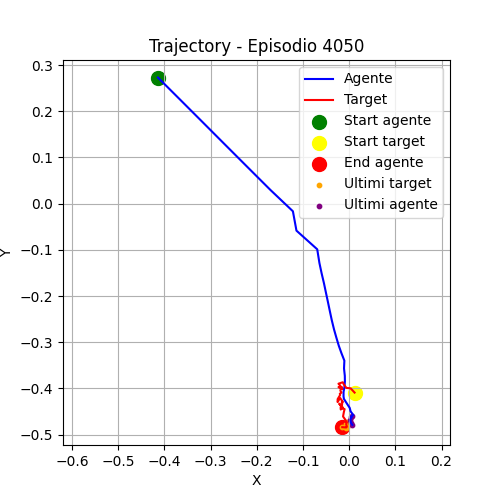 Trajectory - Episodio 4050
0.3
0.2
0.1
0.0
−0.1
−0.2
−0.3
−0.4
−0.5
Y
Agente
Target
Start agente
Start target
End agente
Ultimi target
Ultimi agente
−0.6 −0.5 −0.4 −0.3 −0.2 −0.1 0.0 0.1 0.2
X